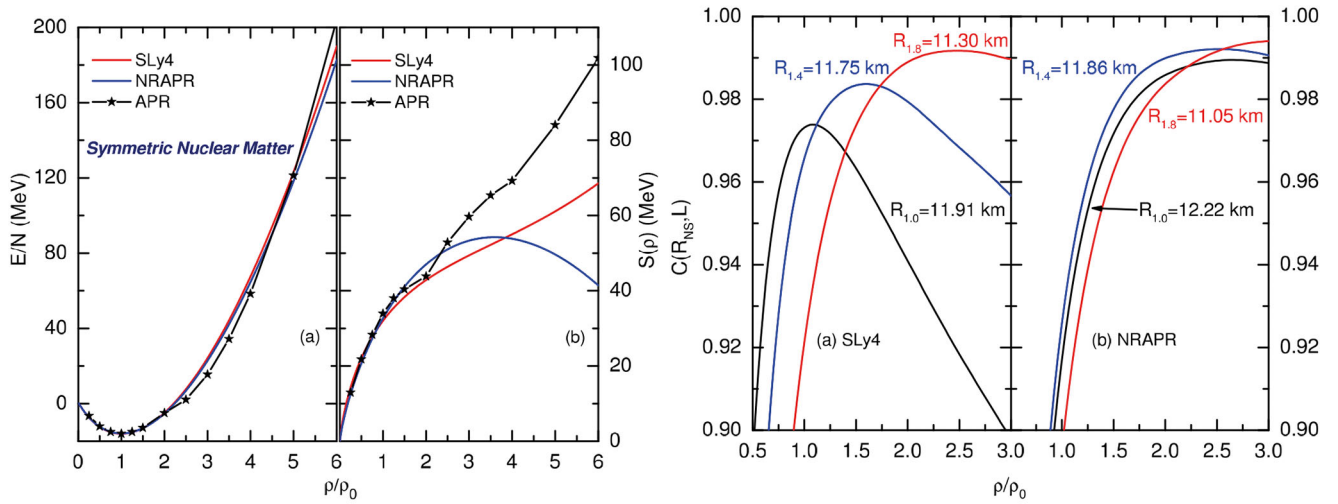 200
160
120
80
40
0
E/N (MeV)
SLy4
NRAPR
APR
Symmetric Nuclear Matter
(a)
0 1 2 3 4 5 6
SLy4
NRAPR
APR
(b)
0 1 2 3 4 5 6
ρ/ρ₀
100
80
60
40
20
0
S(ρ) (MeV)
1.00
0.98
0.96
0.94
0.92
0.90
C(R_NS,L)
R₁.₈=11.30 km
R₁.₄=11.75 km
R₁.₀=11.91 km
(a) SLy4
0.5 1.0 1.5 2.0 2.5 3.0
R₁.₄=11.86 km
R₁.₈=11.05 km
R₁.₀=12.22 km
(b) NRAPR
1.0 1.5 2.0 2.5 3.0
ρ/ρ₀
1.00
0.98
0.96
0.94
0.92
0.90